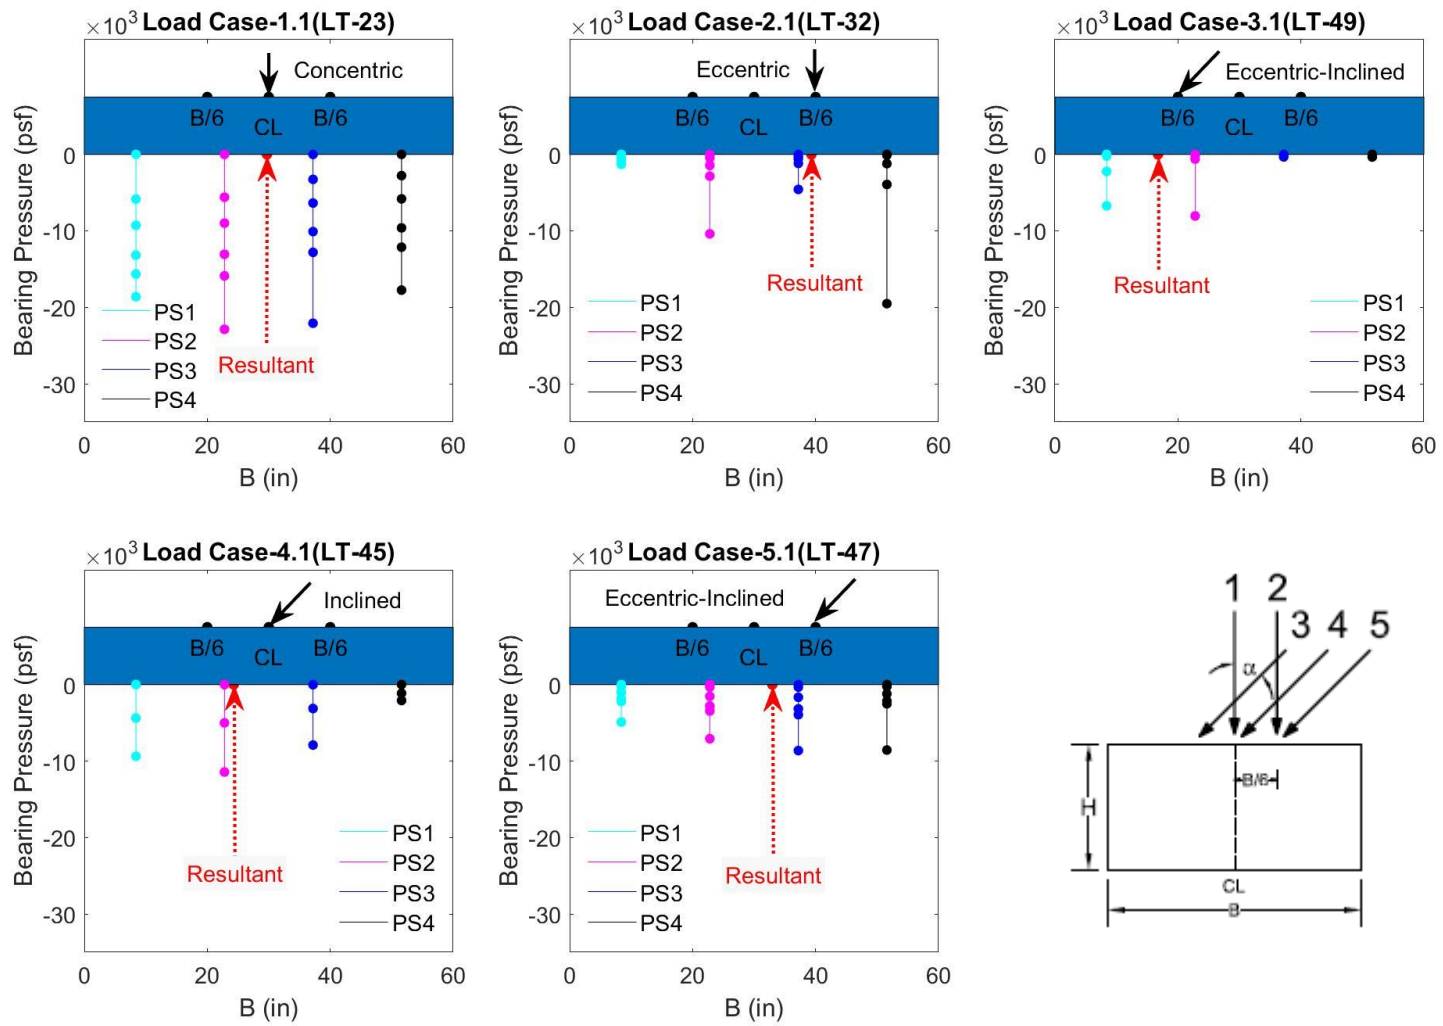 ×10³ Load Case-1.1(LT-23)
Concentric
B/6 CL B/6
Bearing Pressure (psf)
0
-10
-20
-30
Resultant
PS1
PS2
PS3
PS4
0 20 40 60
B (in)
×10³ Load Case-2.1(LT-32)
Eccentric
B/6 CL B/6
Bearing Pressure (psf)
0
-10
-20
-30
Resultant
PS1
PS2
PS3
PS4
0 20 40 60
B (in)
×10³ Load Case-3.1(LT-49)
Eccentric-Inclined
B/6 CL B/6
Bearing Pressure (psf)
0
-10
-20
-30
Resultant
PS1
PS2
PS3
PS4
0 20 40 60
B (in)
×10³ Load Case-4.1(LT-45)
Inclined
B/6 CL B/6
Bearing Pressure (psf)
0
-10
-20
-30
Resultant
PS1
PS2
PS3
PS4
0 20 40 60
B (in)
×10³ Load Case-5.1(LT-47)
Eccentric-Inclined
B/6 CL B/6
Bearing Pressure (psf)
0
-10
-20
-30
Resultant
PS1
PS2
PS3
PS4
0 20 40 60
B (in)
1 2
3 4 5
α
B/6
H
CL
B